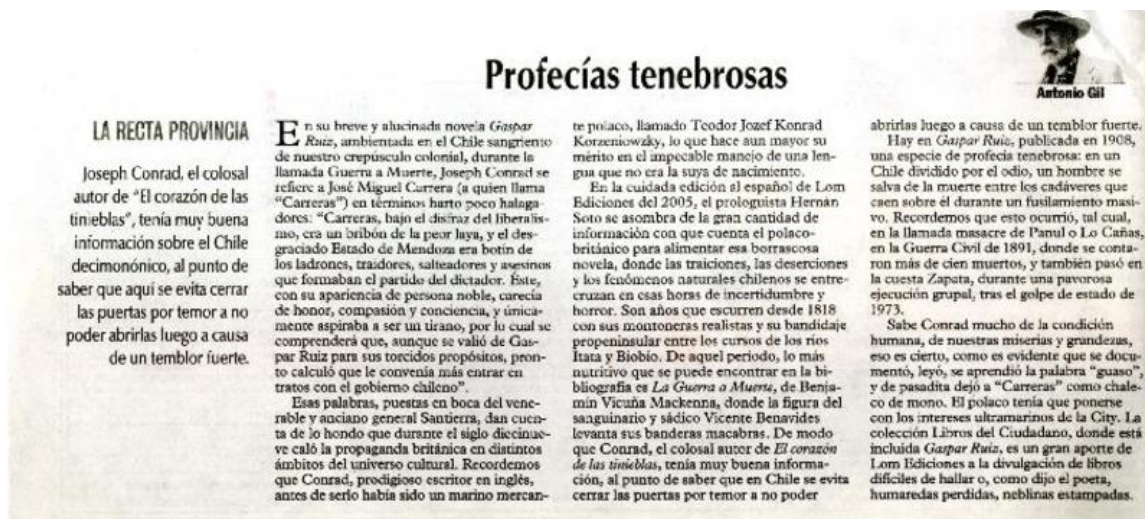 Profecías tenebrosas
Antonio Gil
LA RECTA PROVINCIA
Joseph Conrad, el colosal
autor de "El corazón de las
tinieblas", tenía muy buena
información sobre el Chile
decimonónico, al punto de
saber que aquí se evita cerrar
las puertas por temor a no
poder abrirlas luego a causa
de un temblor fuerte.
En su breve y alucinada novela Gaspar
Ruiz, ambientada en el Chile sangriento
de nuestro crepúsculo colonial, durante la
llamada Guerra a Muerte, Joseph Conrad se
refiere a José Miguel Carrera (a quien llama
"Carreras") en términos harto poco halaga-
dores: "Carreras, bajo el disfraz del liberalis-
mo, era un bribón de la peor laya, y el des-
graciado Estado de Mendoza era botín de
los ladrones, traidores, salteadores y asesinos
que formaban el partido del dictador. Éste,
con su apariencia de persona noble, carecía
de honor, compasión y conciencia, y única-
mente aspiraba a ser un tirano, por lo cual se
comprenderá que, aunque se valió de Gas-
par Ruiz para sus torcidos propósitos, pron-
to calculó que le convenía más entrar en
tratos con el gobierno chileno".
Esas palabras, puestas en boca del vene-
rable y anciano general Santierra, dan cuen-
ta de lo hondo que durante el siglo diecinue-
ve caló la propaganda británica en distintos
ámbitos del universo cultural. Recordemos
que Conrad, prodigioso escritor en inglés,
antes de serlo había sido un marino mercan-
te polaco, llamado Teodor Jozef Konrad
Korzeniowzky, lo que hace aun mayor su
mérito en el impecable manejo de una len-
gua que no era la suya de nacimiento.
En la cuidada edición al español de Lom
Ediciones del 2005, el prologuista Hernán
Soto se asombra de la gran cantidad de
información con que cuenta el polaco-
británico para alimentar esa borrascosa
novela, donde las traiciones, las deserciones
y los fenómenos naturales chilenos se entre-
cruzan en esas horas de incertidumbre y
horror. Son años que escurren desde 1818
con sus montoneras realistas y su bandidaje
propeninsular entre los cursos de los ríos
Itata y Biobío. De aquel periodo, lo más
nutritivo que se puede encontrar en la bi-
bliografía es La Guerra a Muerte, de Benja-
mín Vicuña Mackenna, donde la figura del
sanguinario y sádico Vicente Benavides
levanta sus banderas macabras. De modo
que Conrad, el colosal autor de El corazón
de las tinieblas, tenía muy buena informa-
ción, al punto de saber que en Chile se evita
cerrar las puertas por temor a no poder
abrirlas luego a causa de un temblor fuerte.
Hay en Gaspar Ruiz, publicada en 1908,
una especie de profecía tenebrosa: en un
Chile dividido por el odio, un hombre se
salva de la muerte entre los cadáveres que
caen sobre él durante un fusilamiento masi-
vo. Recordemos que esto ocurrió, tal cual,
en la llamada masacre de Panul o Lo Cañas,
en la Guerra Civil de 1891, donde se conta-
ron más de cien muertos, y también pasó en
la cuesta Zapata, durante una pavorosa
ejecución grupal, tras el golpe de estado de
1973.
Sabe Conrad mucho de la condición
humana, de nuestras miserias y grandezas,
eso es cierto, como es evidente que se docu-
mentó, leyó, se aprendió la palabra "guaso",
y de pasadita dejó a "Carreras" como chale-
co de mono. El polaco tenía que ponerse
con los intereses ultramarinos de la City. La
colección Libros del Ciudadano, donde está
incluida Gaspar Ruiz, es un gran aporte de
Lom Ediciones a la divulgación de libros
difíciles de hallar o, como dijo el poeta,
humaredas perdidas, neblinas estampadas.